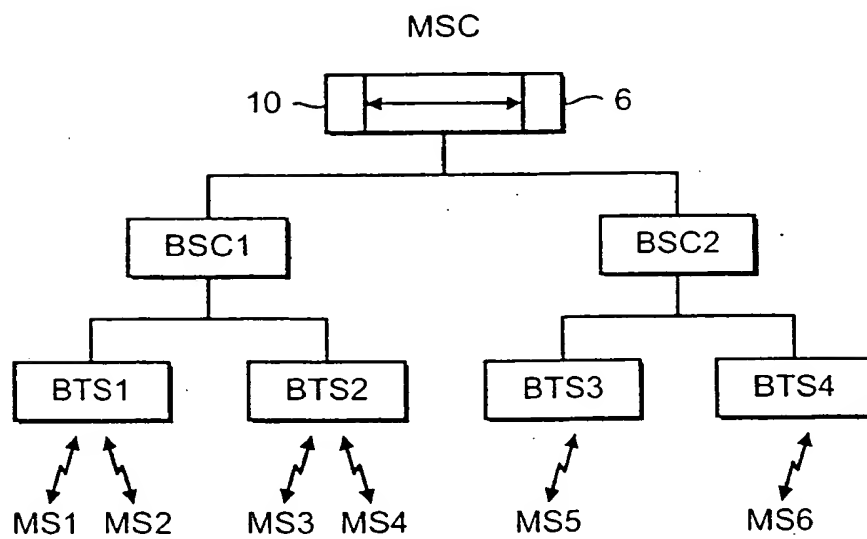 MSC
10 6
BSC1 BSC2
BTS1 BTS2 BTS3 BTS4
MS1 MS2 MS3 MS4 MS5 MS6